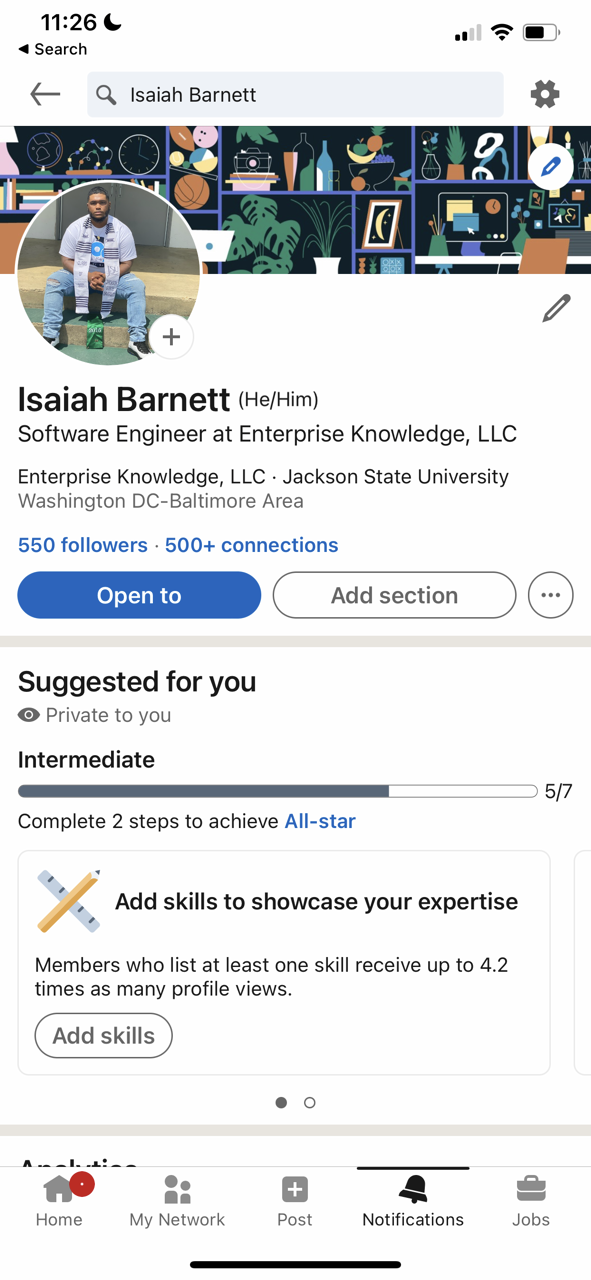 11:26
◀ Search
Isaiah Barnett
Isaiah Barnett (He/Him)
Software Engineer at Enterprise Knowledge, LLC
Enterprise Knowledge, LLC · Jackson State University
Washington DC-Baltimore Area
550 followers · 500+ connections
Open to
Add section
Suggested for you
Private to you
Intermediate
5/7
Complete 2 steps to achieve All-star
Add skills to showcase your expertise
Members who list at least one skill receive up to 4.2
times as many profile views.
Add skills
Analytics
Home
My Network
Post
Notifications
Jobs